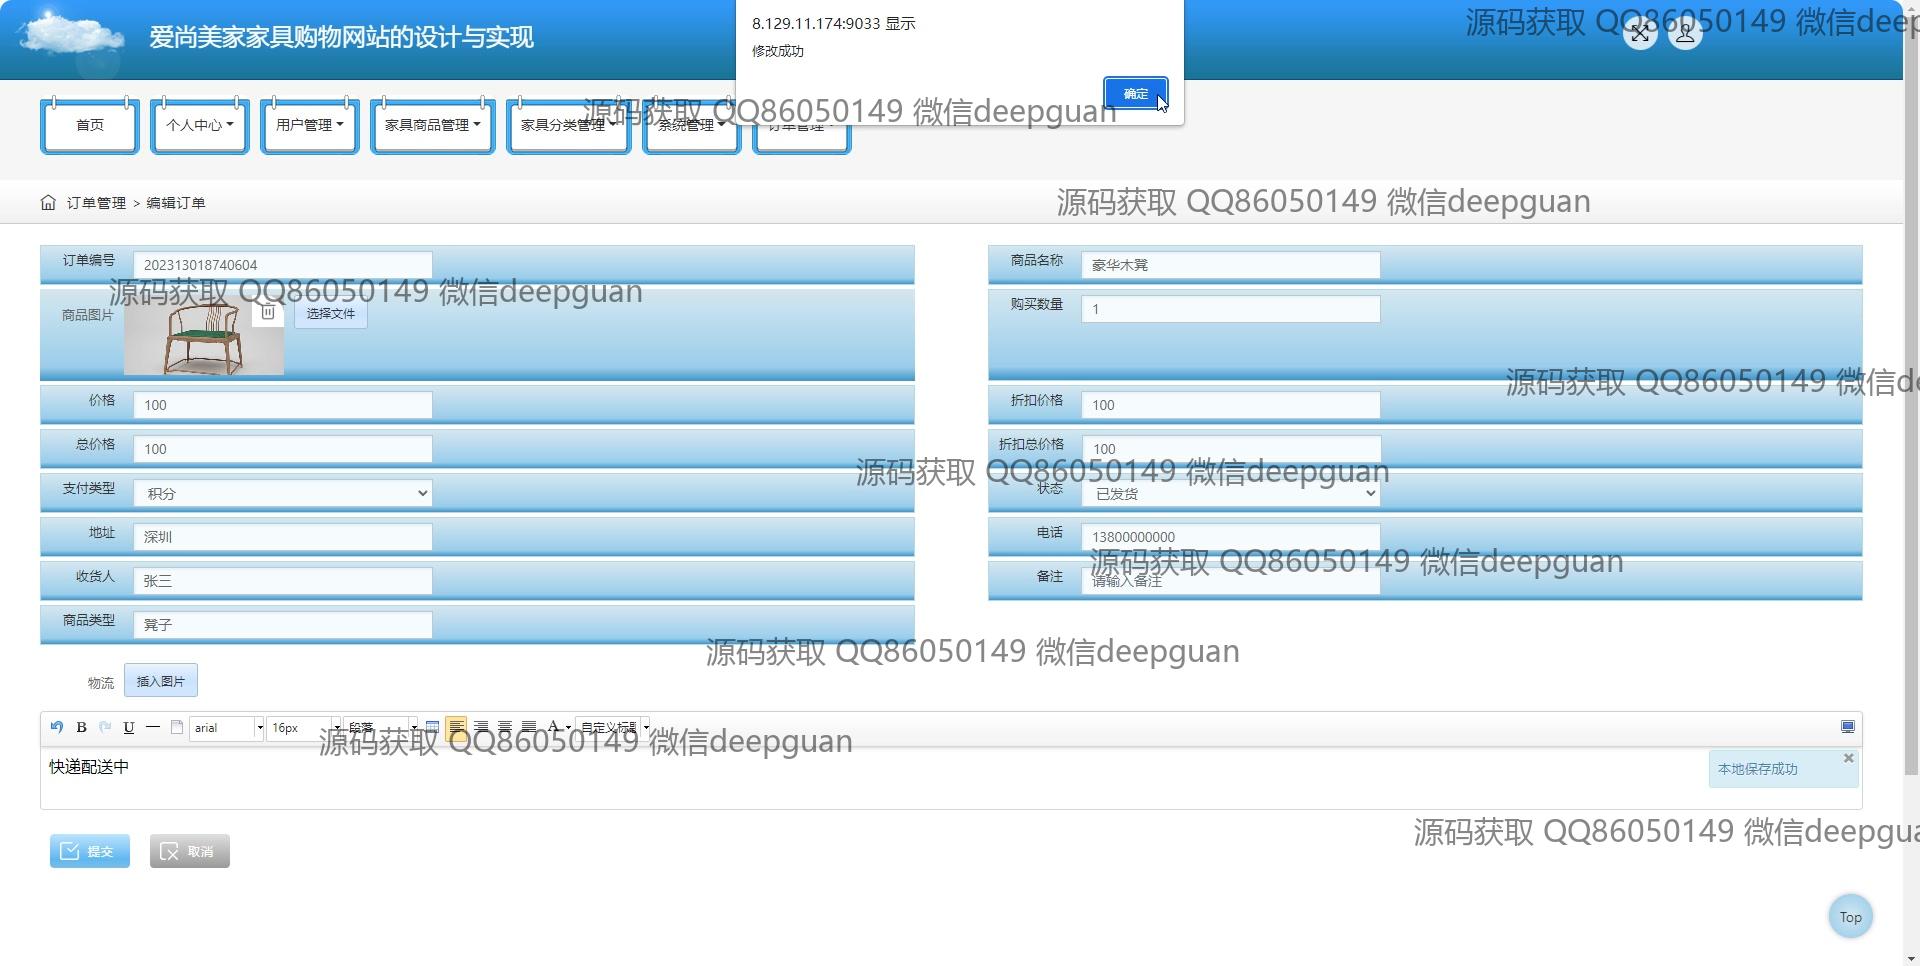 爱尚美家家具购物网站的设计与实现
8.129.11.174:9033 显示
修改成功
确定
源码获取 QQ86050149 微信deep
首页
个人中心
用户管理
家具商品管理
家具分类管理
系统管理
订单管理
源码获取 QQ86050149 微信deepguan
订单管理 > 编辑订单
源码获取 QQ86050149 微信deepguan
订单编号 202313018740604
商品名称 豪华木凳
源码获取 QQ86050149 微信deepguan
商品图片 选择文件
购买数量 1
源码获取 QQ86050149 微信de
价格 100
折扣价格 100
总价格 100
折扣总价格 100
源码获取 QQ86050149 微信deepguan
支付类型 积分
状态 已发货
地址 深圳
电话 13800000000
源码获取 QQ86050149 微信deepguan
收货人 张三
备注 请输入备注
商品类型 凳子
源码获取 QQ86050149 微信deepguan
物流 插入图片
B U arial 16px 段落 A 自定义标题
源码获取 QQ86050149 微信deepguan
快递配送中
本地保存成功
源码获取 QQ86050149 微信deepgua
提交 取消
Top